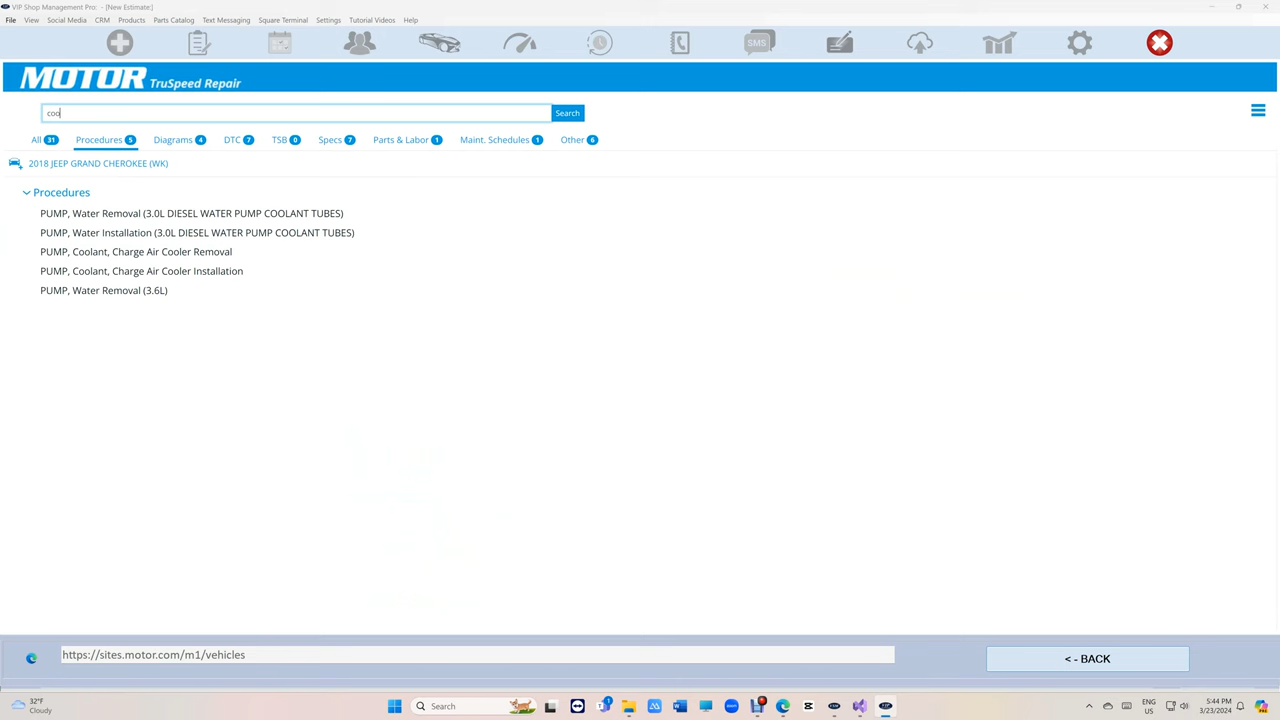 VIP Shop Management Pro: - [New Estimate:]
File View Social Media CRM Products Parts Catalog Text Messaging Square Terminal Settings Tutorial Videos Help
SMS
MOTOR TruSpeed Repair
coo Search
All 31 Procedures 5 Diagrams 4 DTC 7 TSB 0 Specs 7 Parts & Labor 1 Maint. Schedules 1 Other 6
2018 JEEP GRAND CHEROKEE (WK)
Procedures
PUMP, Water Removal (3.0L DIESEL WATER PUMP COOLANT TUBES)
PUMP, Water Installation (3.0L DIESEL WATER PUMP COOLANT TUBES)
PUMP, Coolant, Charge Air Cooler Removal
PUMP, Coolant, Charge Air Cooler Installation
PUMP, Water Removal (3.6L)
https://sites.motor.com/m1/vehicles
< - BACK
32°F
Cloudy
Search
ENG
US
5:44 PM
3/23/2024